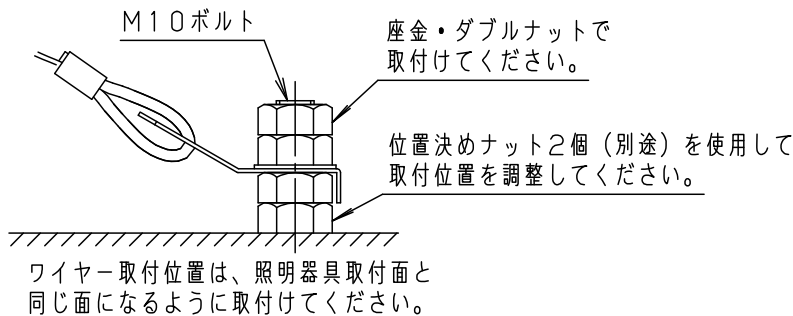 M10ボルト
座金・ダブルナットで
取付けてください。
位置決めナット2個（別途）を使用して
取付位置を調整してください。
ワイヤー取付位置は、照明器具取付面と
同じ面になるように取付けてください。